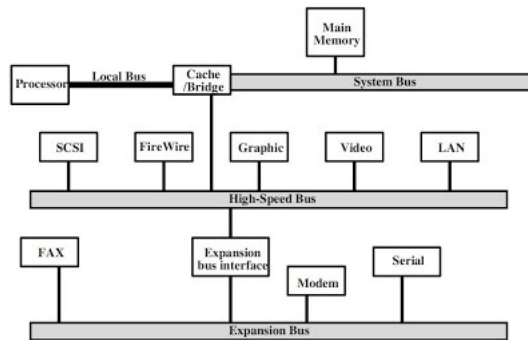 Main
Memory
Local Bus
Processor
Cache
/Bridge
System Bus
SCSI
FireWire
Graphic
Video
LAN
High-Speed Bus
FAX
Expansion
bus interface
Modem
Serial
Expansion Bus